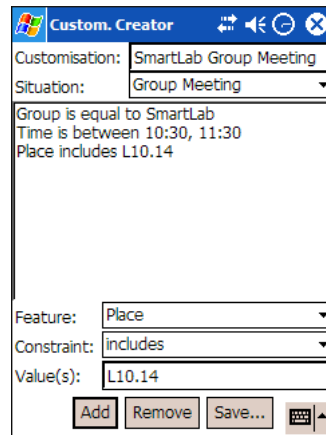 Custom. Creator
Customisation: SmartLab Group Meeting
Situation: Group Meeting
Group is equal to SmartLab
Time is between 10:30, 11:30
Place includes L10.14
Feature: Place
Constraint: includes
Value(s): L10.14
Add Remove Save...